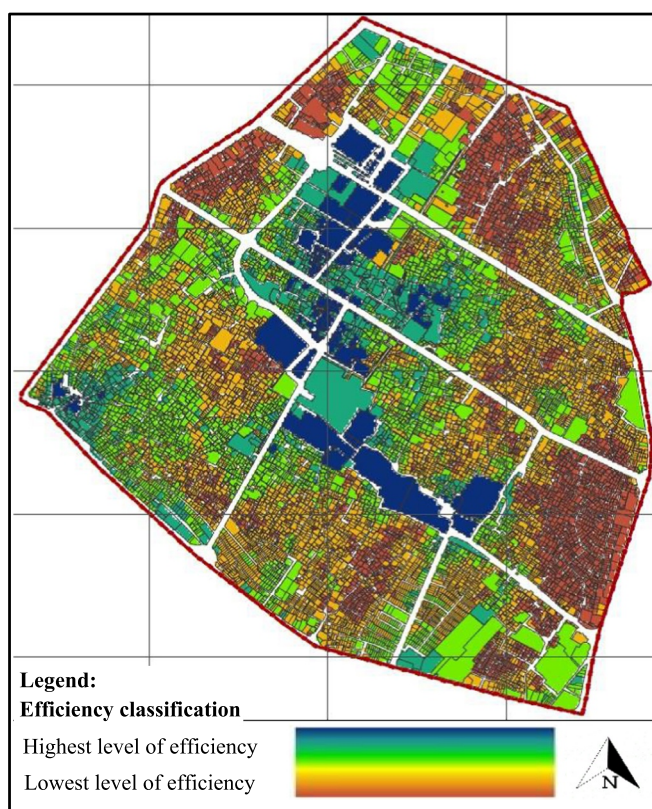 Legend:
Efficiency classification
Highest level of efficiency
Lowest level of efficiency
N